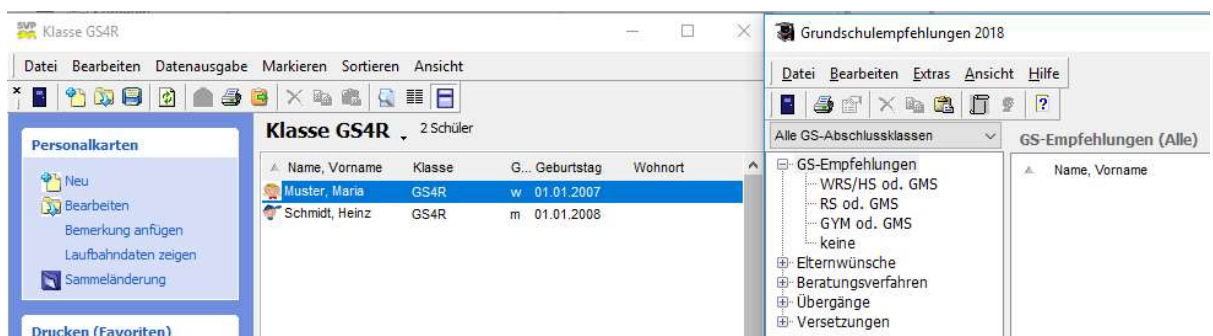 SVP
Klasse GS4R
Datei Bearbeiten Datenausgabe Markieren Sortieren Ansicht
Personalkarten
Neu
Bearbeiten
Bemerkung anfügen
Laufbahndaten zeigen
Sammeländerung
Drucken (Favoriten)
Klasse GS4R 2 Schüler
Name, Vorname Klasse G... Geburtstag Wohnort
Muster, Maria GS4R w 01.01.2007
Schmidt, Heinz GS4R m 01.01.2008
Grundschulempfehlungen 2018
Datei Bearbeiten Extras Ansicht Hilfe
Alle GS-Abschlussklassen
GS-Empfehlungen
WRS/HS od. GMS
RS od. GMS
GYM od. GMS
keine
Elternwünsche
Beratungsverfahren
Übergänge
Versetzungen
GS-Empfehlungen (Alle)
Name, Vorname